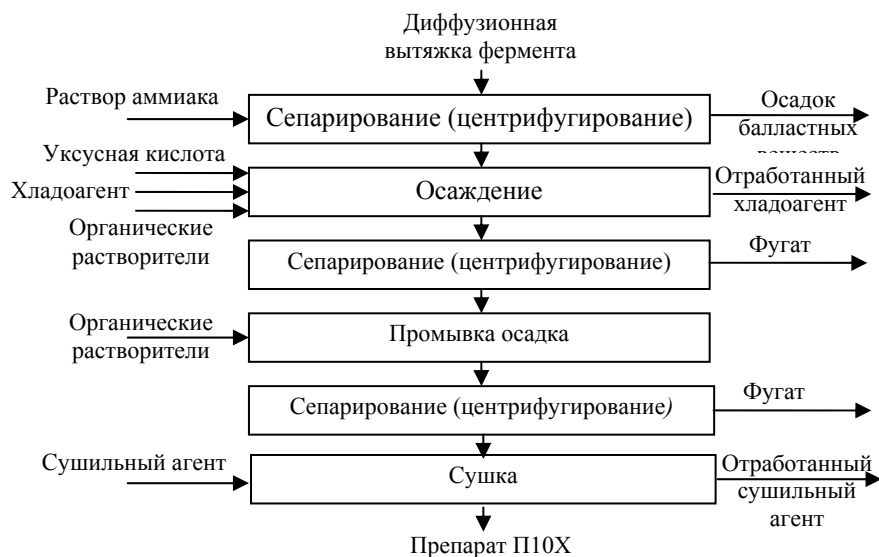 Диффузионная
вытяжка фермента
Раствор аммиака
Сепарирование (центрифугирование)
Осадок
балластных
Уксусная кислота
Хладоагент
Органические
растворители
Осаждение
Отработанный
хладоагент
Сепарирование (центрифугирование)
Фугат
Органические
растворители
Промывка осадка
Сепарирование (центрифугирование)
Фугат
Сушильный агент
Сушка
Отработанный
сушильный
агент
Препарат П10Х